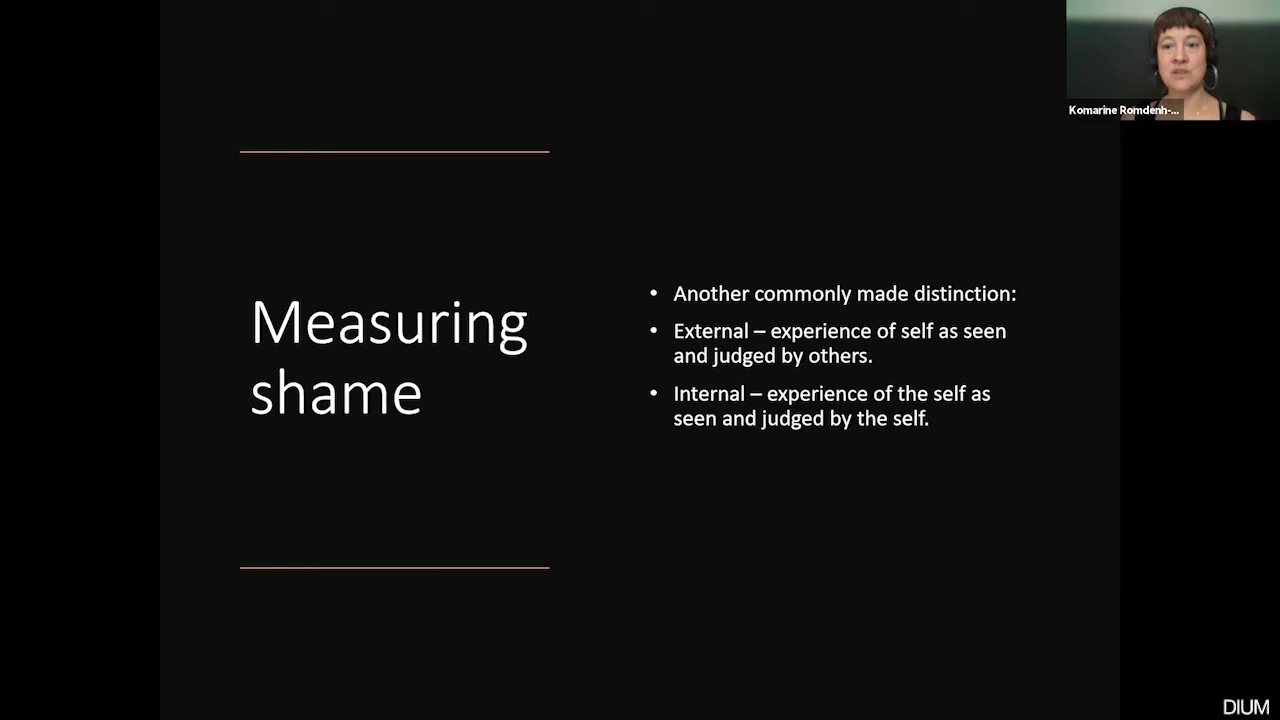 Komarine Romdenh-...
Measuring
shame
• Another commonly made distinction:
• External – experience of self as seen
and judged by others.
• Internal – experience of the self as
seen and judged by the self.
DIUM